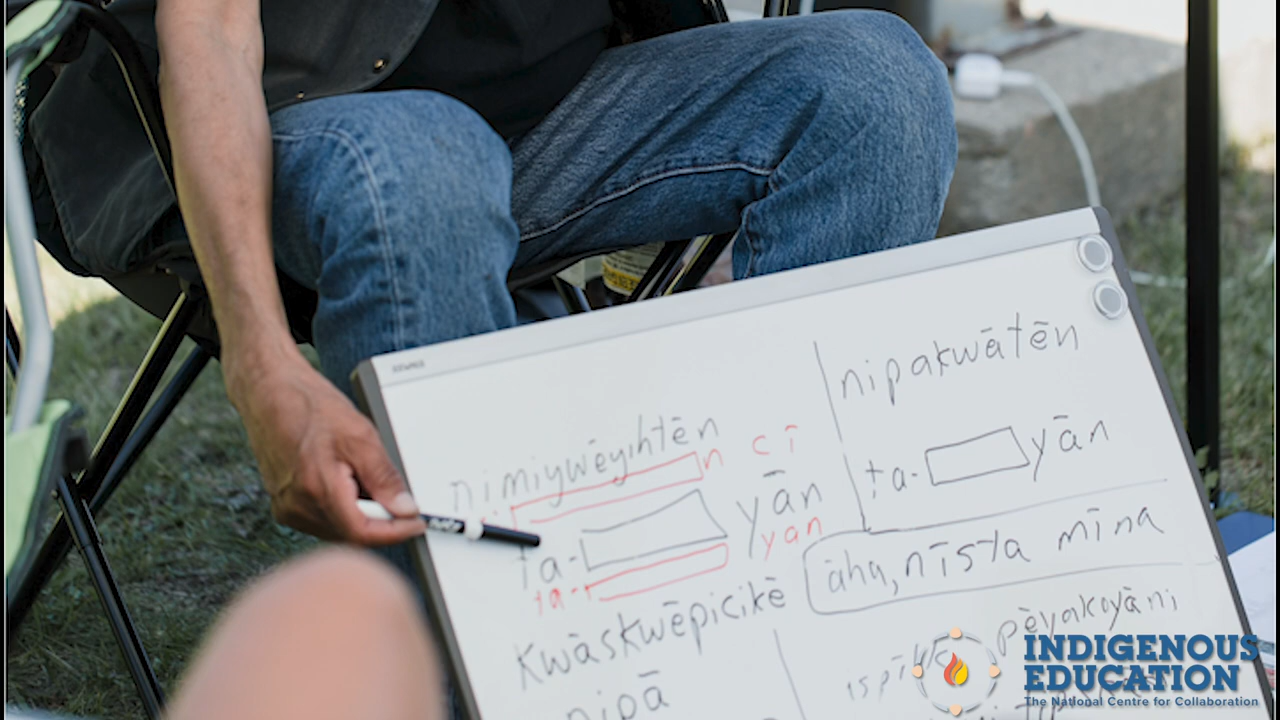 nimiywēyihtēn
n cī
ta- yān
ta- yan
kwāskwēpicikē
nipā
nipakwātēn
ta- yān
āha, nīsta mīna
pēyakoyāni
INDIGENOUS
EDUCATION
The National Centre for Collaboration